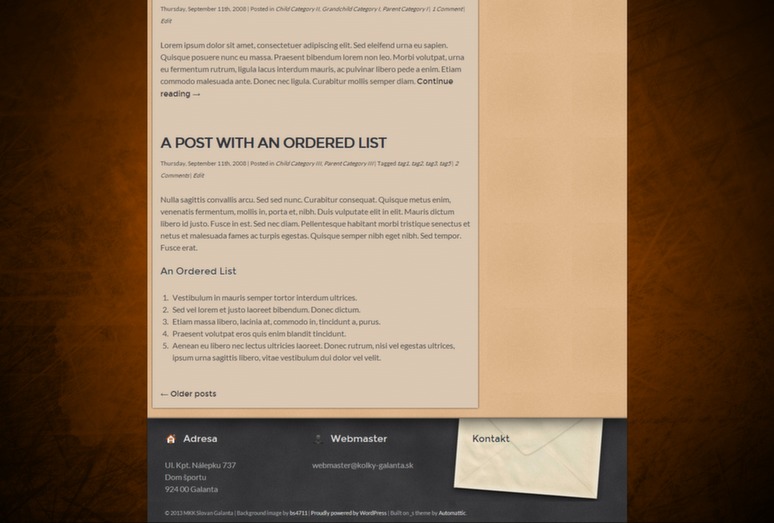 Thursday, September 11th, 2008 | Posted in Child Category II, Grandchild Category I, Parent Category I | 1 Comment|
Edit
Lorem ipsum dolor sit amet, consectetuer adipiscing elit. Sed eleifend urna eu sapien.
Quisque posuere nunc eu massa. Praesent bibendum lorem non leo. Morbi volutpat, urna
eu fermentum rutrum, ligula lacus interdum mauris, ac pulvinar libero pede a enim. Etiam
commodo malesuada ante. Donec nec ligula. Curabitur mollis semper diam. Continue
reading →
A POST WITH AN ORDERED LIST
Thursday, September 11th, 2008 | Posted in Child Category III, Parent Category III | Tagged tag1, tag2, tag3, tag5| 2
Comments| Edit
Nulla sagittis convallis arcu. Sed sed nunc. Curabitur consequat. Quisque metus enim,
venenatis fermentum, mollis in, porta et, nibh. Duis vulputate elit in elit. Mauris dictum
libero id justo. Fusce in est. Sed nec diam. Pellentesque habitant morbi tristique senectus et
netus et malesuada fames ac turpis egestas. Quisque semper nibh eget nibh. Sed tempor.
Fusce erat.
An Ordered List
1. Vestibulum in mauris semper tortor interdum ultrices.
2. Sed vel lorem et justo laoreet bibendum. Donec dictum.
3. Etiam massa libero, lacinia at, commodo in, tincidunt a, purus.
4. Praesent volutpat eros quis enim blandit tincidunt.
5. Aenean eu libero nec lectus ultricies laoreet. Donec rutrum, nisi vel egestas ultrices,
ipsum urna sagittis libero, vitae vestibulum dui dolor vel velit.
← Older posts
Adresa
Ul. Kpt. Nálepku 737
Dom športu
924 00 Galanta
Webmaster
webmaster@kolky-galanta.sk
Kontakt
© 2013 MKK Slovan Galanta | Background image by bs4711 | Proudly powered by WordPress | Built on _s theme by Automattic.